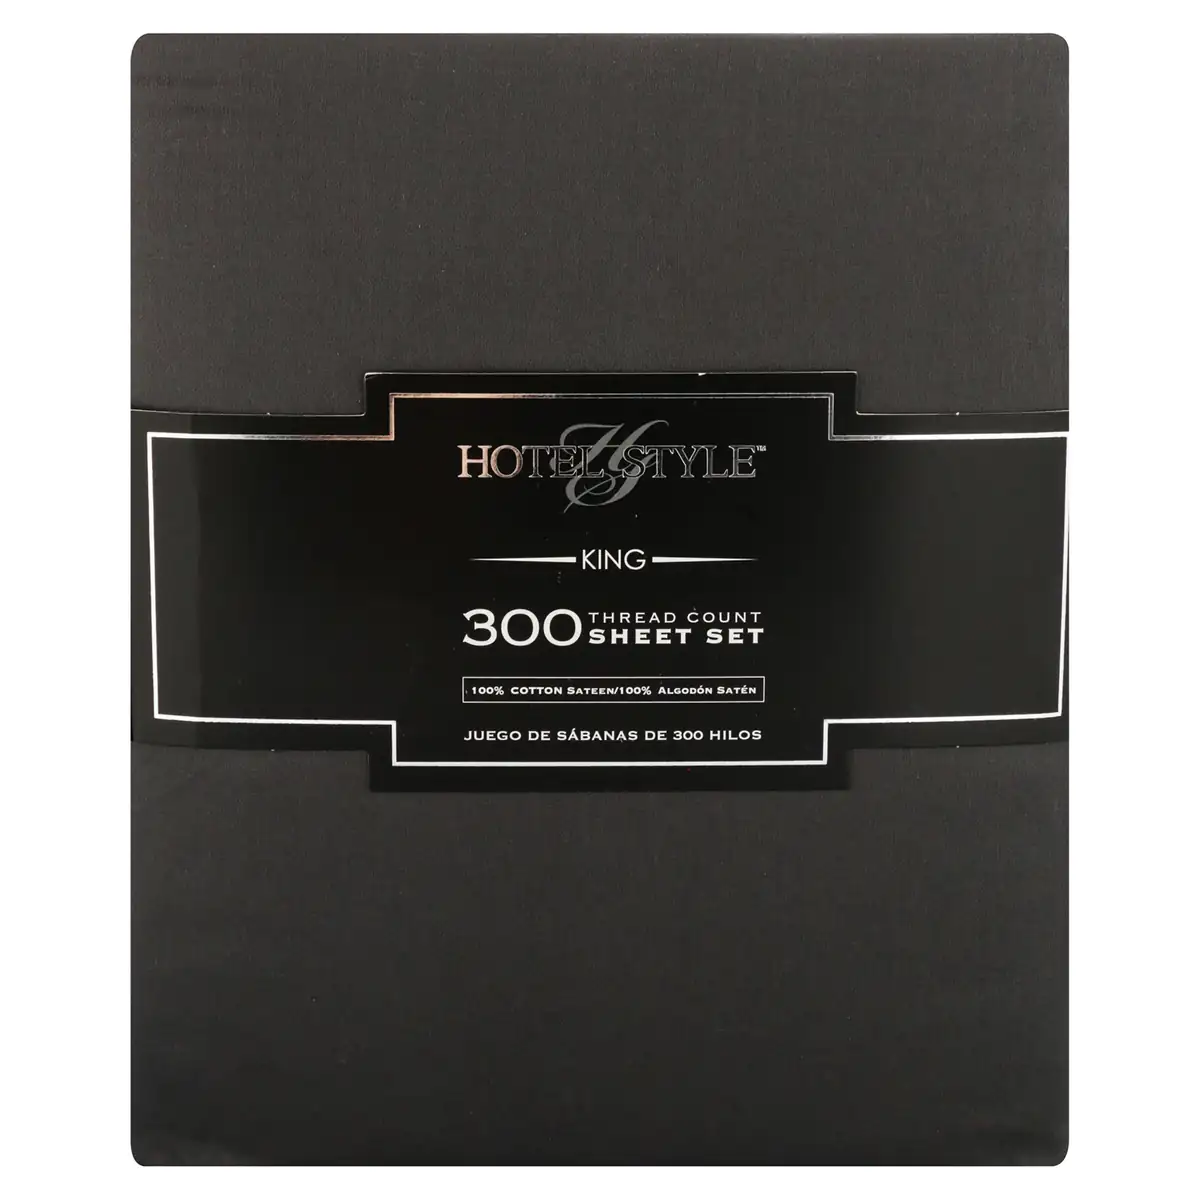 HOTEL STYLE™
KING
300 THREAD COUNT
SHEET SET
100% COTTON SATEEN/100% ALGODÓN SATÉN
JUEGO DE SÁBANAS DE 300 HILOS